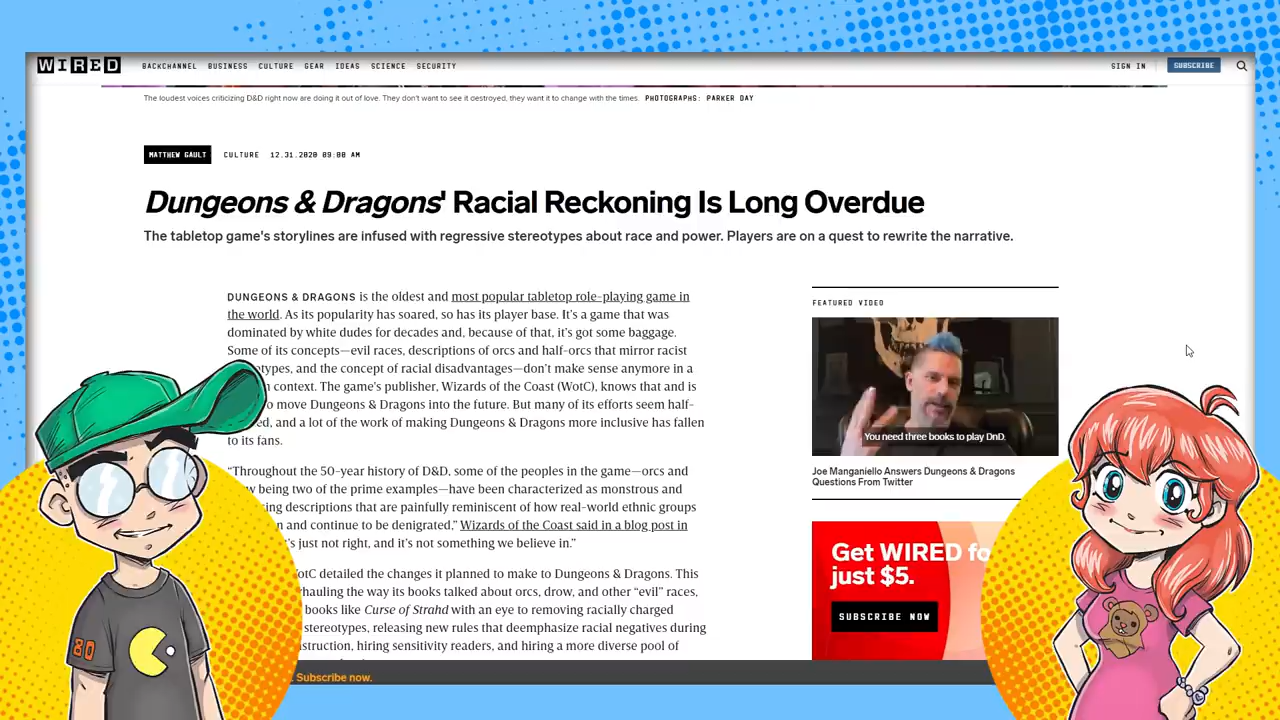 WIRED
BACKCHANNEL BUSINESS CULTURE GEAR IDEAS SCIENCE SECURITY
SIGN IN
SUBSCRIBE
The loudest voices criticizing D&D right now are doing it out of love. They don't want to see it destroyed, they want it to change with the times. PHOTOGRAPHS: PARKER DAY
MATTHEW GAULT
CULTURE
12.31.2020 09:00 AM
Dungeons & Dragons' Racial Reckoning Is Long Overdue
The tabletop game's storylines are infused with regressive stereotypes about race and power. Players are on a quest to rewrite the narrative.
DUNGEONS & DRAGONS is the oldest and most popular tabletop role-playing game in
the world. As its popularity has soared, so has its player base. It's a game that was
dominated by white dudes for decades and, because of that, it's got some baggage.
Some of its concepts—evil races, descriptions of orcs and half-orcs that mirror racist
otypes, and the concept of racial disadvantages—don't make sense anymore in a
context. The game's publisher, Wizards of the Coast (WotC), knows that and is
o move Dungeons & Dragons into the future. But many of its efforts seem half-
ed, and a lot of the work of making Dungeons & Dragons more inclusive has fallen
to its fans.
“Throughout the 50-year history of D&D, some of the peoples in the game—orcs and
w being two of the prime examples—have been characterized as monstrous and
ing descriptions that are painfully reminiscent of how real-world ethnic groups
n and continue to be denigrated,” Wizards of the Coast said in a blog post in
's just not right, and it's not something we believe in.”
otC detailed the changes it planned to make to Dungeons & Dragons. This
hauling the way its books talked about orcs, drow, and other “evil” races,
books like Curse of Strahd with an eye to removing racially charged
stereotypes, releasing new rules that deemphasize racial negatives during
struction, hiring sensitivity readers, and hiring a more diverse pool of
FEATURED VIDEO
You need three books to play DnD.
Joe Manganiello Answers Dungeons & Dragons
Questions From Twitter
Get WIRED fo
just $5.
SUBSCRIBE NOW
Subscribe now.
80